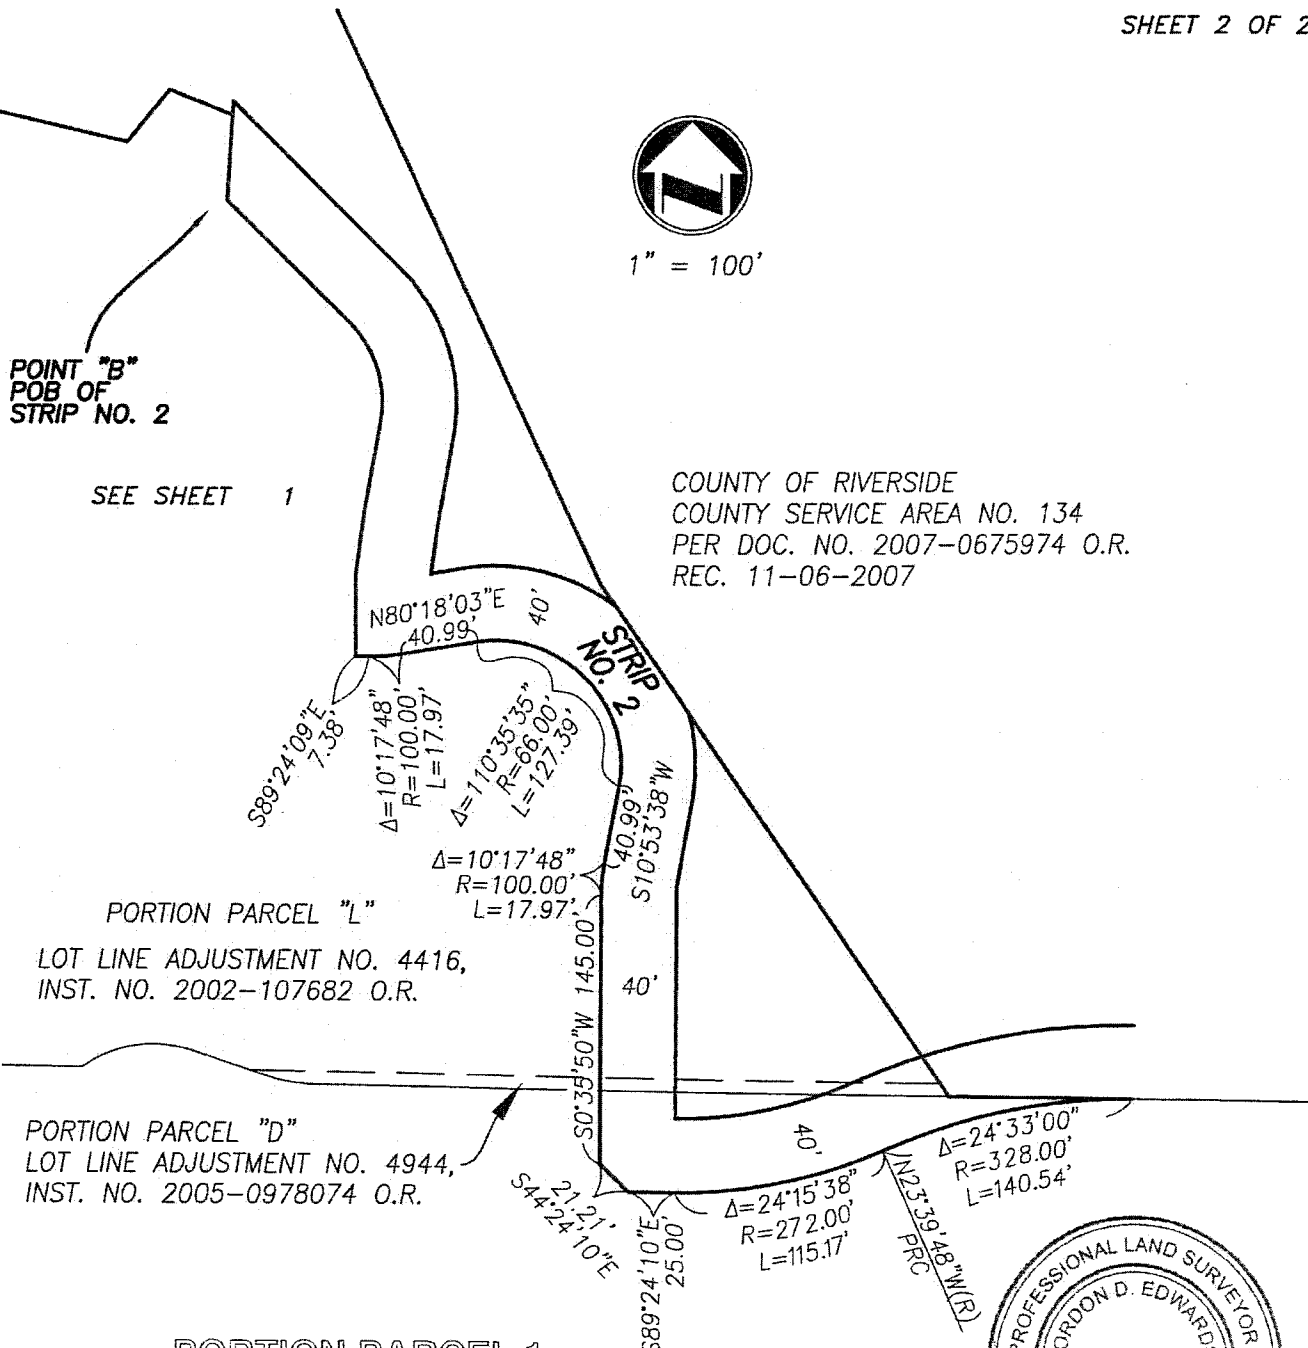 SHEET 2 OF 2
1" = 100'
POINT "B"
POB OF
STRIP NO. 2
SEE SHEET 1
COUNTY OF RIVERSIDE
COUNTY SERVICE AREA NO. 134
PER DOC. NO. 2007-0675974 O.R.
REC. 11-06-2007
N80°18'03"E
40.99'
40'
STRIP
NO. 2
S89°24'09"E
7.38'
Δ=10°17'48"
R=100.00'
L=17.97'
Δ=110°35'35"
R=66.00'
L=127.39'
40.99'
S10°53'38"W
Δ=10°17'48"
R=100.00'
L=17.97'
PORTION PARCEL "L"
LOT LINE ADJUSTMENT NO. 4416,
INST. NO. 2002-107682 O.R.
S0°35'50"W 145.00'
40'
PORTION PARCEL "D"
LOT LINE ADJUSTMENT NO. 4944,
INST. NO. 2005-0978074 O.R.
40'
21.21'
S44°24'10"E
S89°24'10"E
25.00'
Δ=24°15'38"
R=272.00'
L=115.17'
N23°39'48"W(R)
PRC
Δ=24°33'00"
R=328.00'
L=140.54'
PROFESSIONAL LAND SURVEYOR
GORDON D. EDWARDS
PORTION PARCEL 1